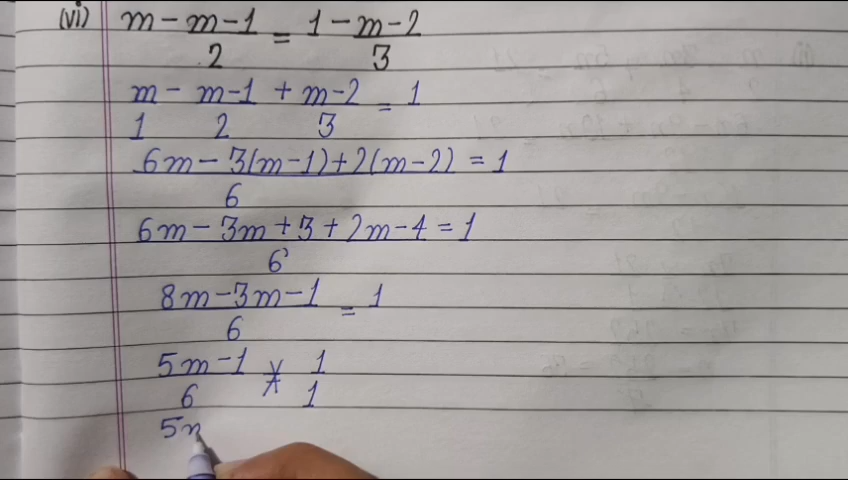 (vi) m - m-1/2 = 1 - m-2/3
m/1 - m-1/2 + m-2/3 = 1
6m - 3(m-1) + 2(m-2)/6 = 1
6m - 3m + 3 + 2m - 4/6 = 1
8m - 3m - 1/6 = 1
5m - 1/6 1/1
5m